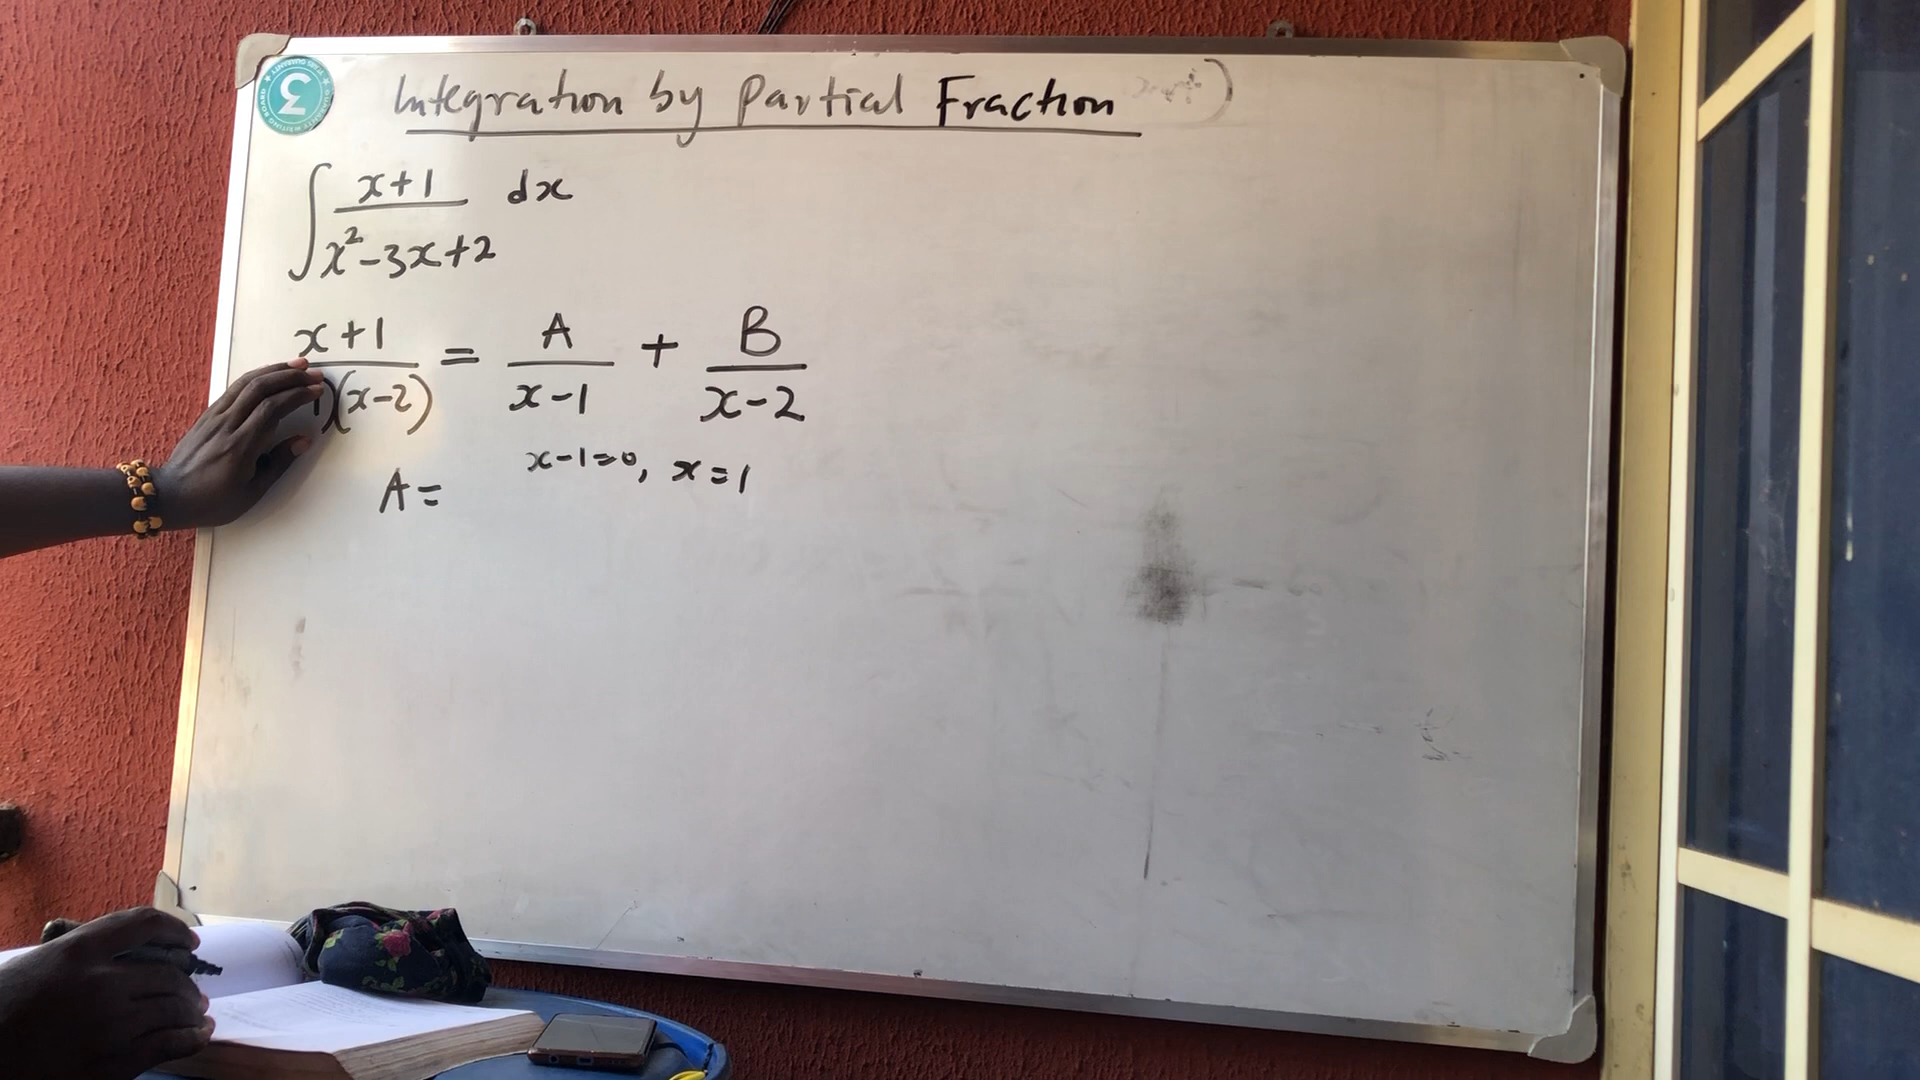 Integration by Partial Fraction
∫ x+1 / x²-3x+2 dx
x+1 / 1)(x-2) = A / x-1 + B / x-2
x-1=0, x=1
A=